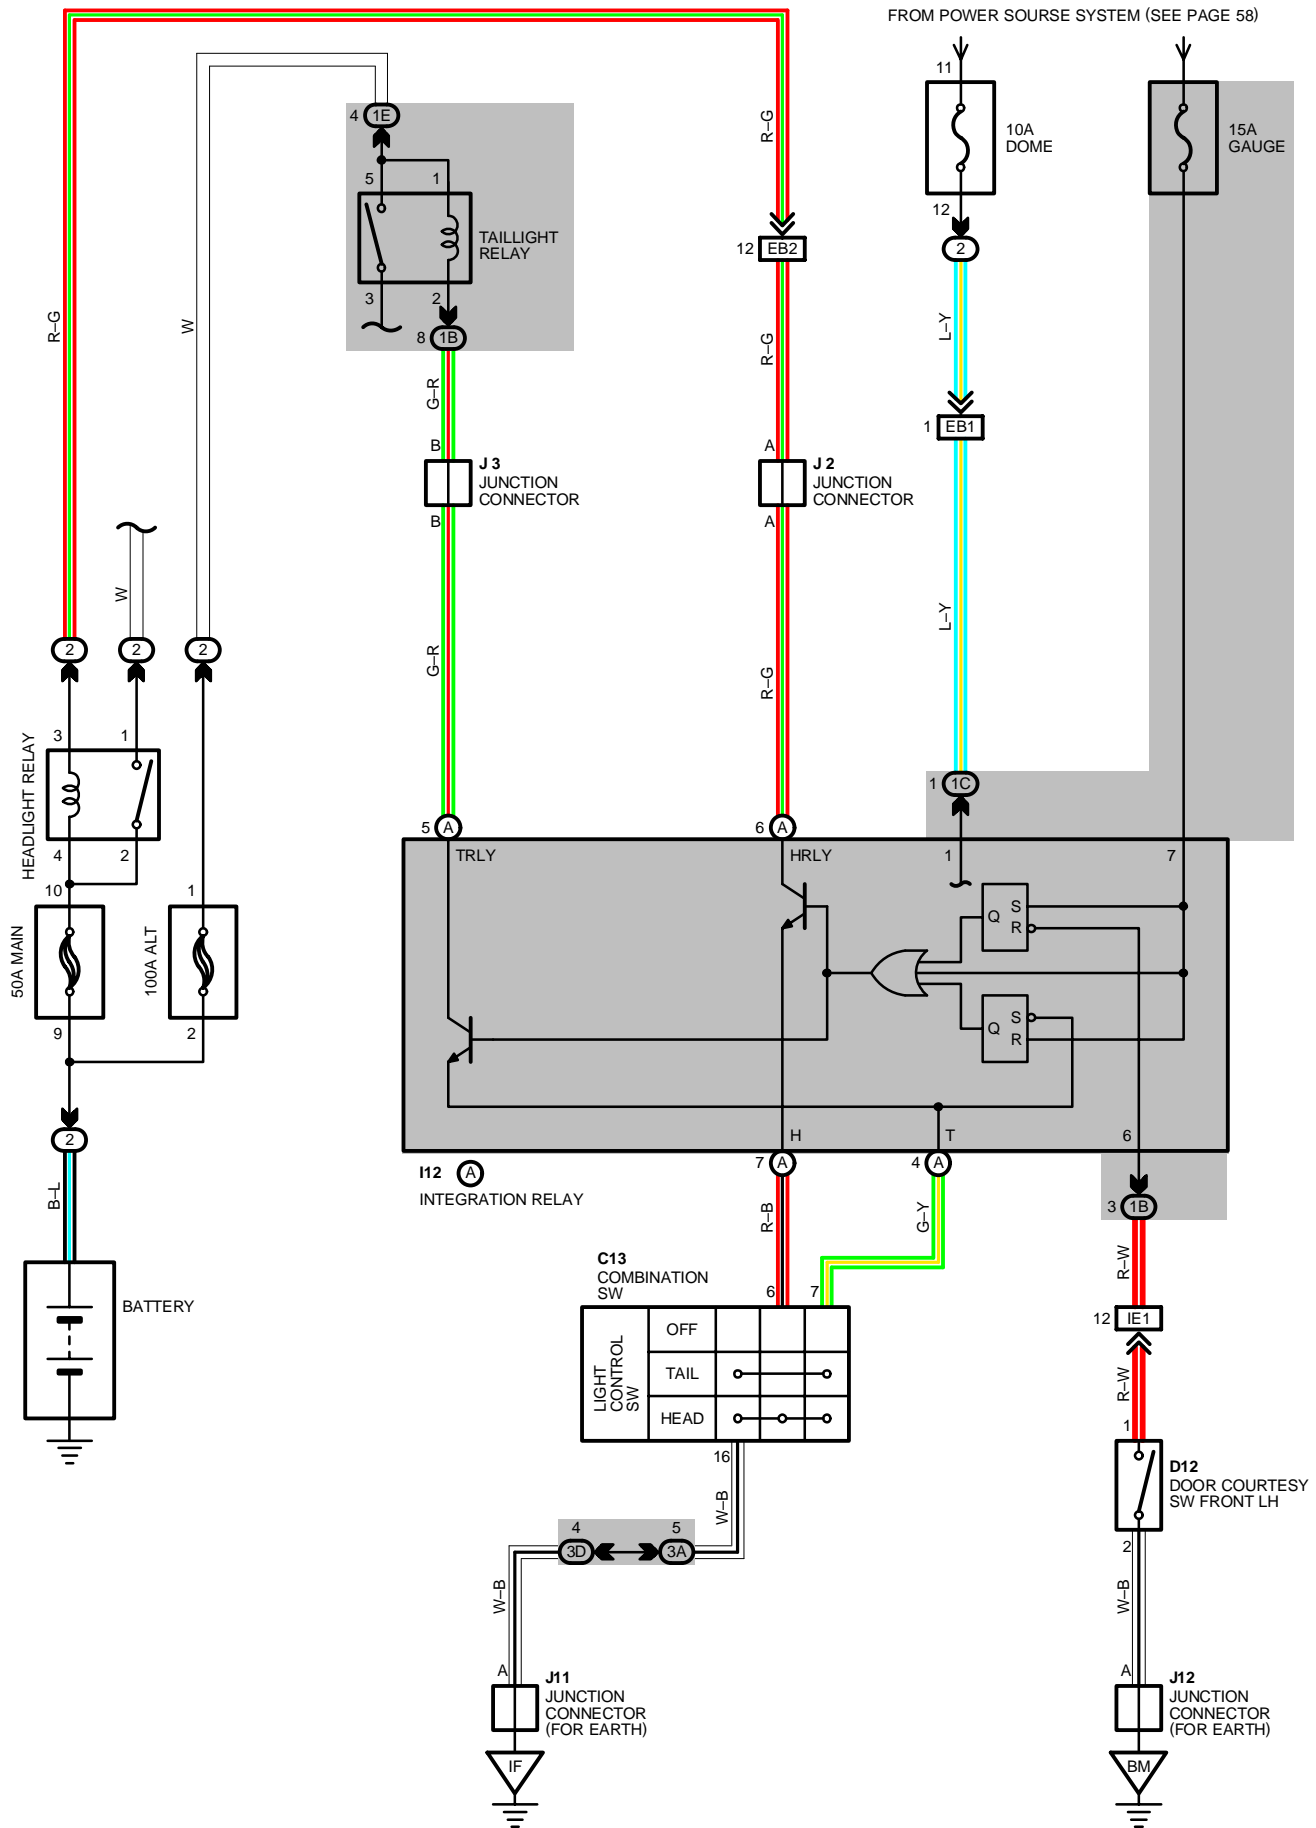 FROM POWER SOURSE SYSTEM (SEE PAGE 58)
11
10A
DOME
15A
GAUGE
12
2
R–G
12 EB2
4 1E
5 1
TAILLIGHT
RELAY
3 2
8 1B
R–G
W
G–R
R–G
L–Y
1 EB1
B
J 3
JUNCTION
CONNECTOR
B
A
J 2
JUNCTION
CONNECTOR
A
W
2 2 2
G–R
R–G
L–Y
HEADLIGHT RELAY
3 1
4 2
10 1
50A MAIN
100A ALT
9 2
2
B–L
BATTERY
1 1C
5 A
6 A
TRLY
HRLY
1 7
Q S
R
Q S
R
H T 6
I12 A
INTEGRATION RELAY
7 A
4 A
3 1B
R–B
G–Y
R–W
C13
COMBINATION
SW
6 7
LIGHT
CONTROL
SW
OFF
TAIL
HEAD
16
W–B
4 5
3D 3A
W–B
A
J11
JUNCTION
CONNECTOR
(FOR EARTH)
IF
12 IE1
R–W
1
D12
DOOR COURTESY
SW FRONT LH
2
W–B
A
J12
JUNCTION
CONNECTOR
(FOR EARTH)
BM